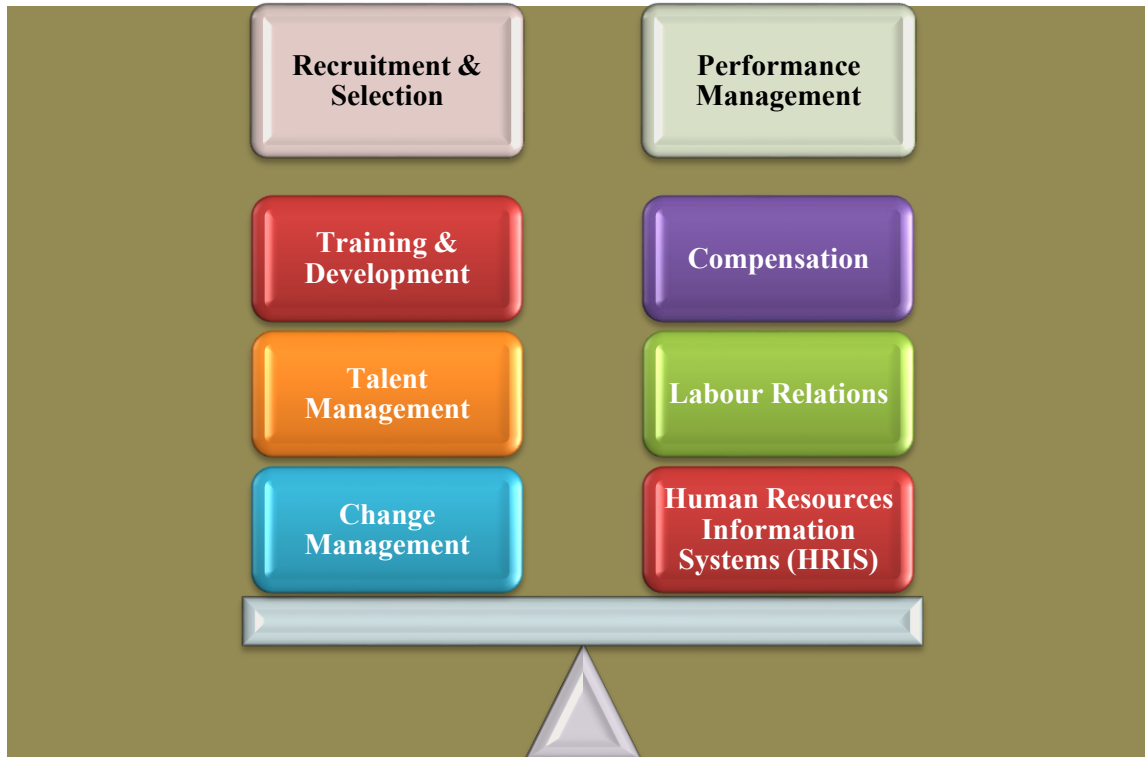 Recruitment &
Selection
Performance
Management
Training &
Development
Compensation
Talent
Management
Labour Relations
Change
Management
Human Resources
Information
Systems (HRIS)